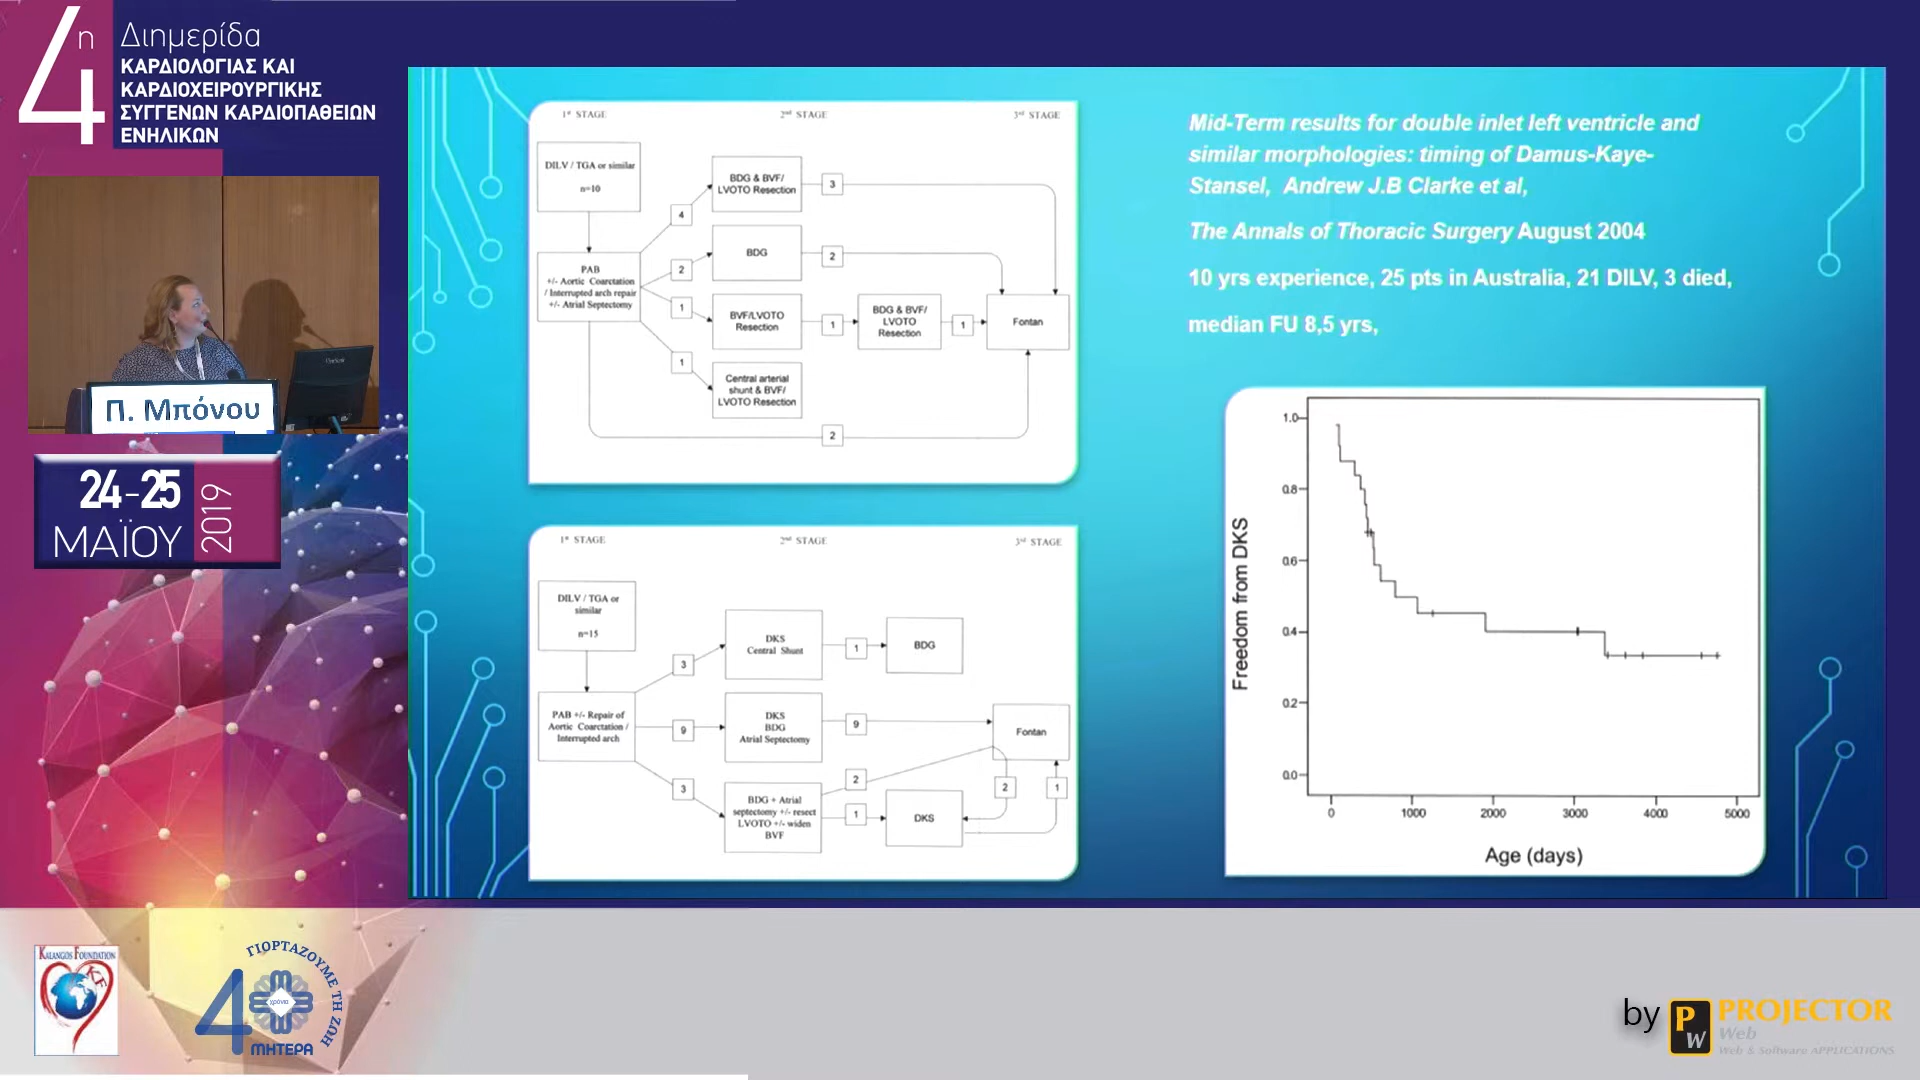 4η Διημερίδα
ΚΑΡΔΙΟΛΟΓΙΑΣ ΚΑΙ
ΚΑΡΔΙΟΧΕΙΡΟΥΡΓΙΚΗΣ
ΣΥΓΓΕΝΩΝ ΚΑΡΔΙΟΠΑΘΕΙΩΝ
ΕΝΗΛΙΚΩΝ
Π. Μπόνου
24-25
ΜΑΪΟΥ
2019
1st STAGE
2nd STAGE
3rd STAGE
DILV / TGA or similar
n=10
PAB
+/- Aortic Coarctation
/ Interrupted arch repair
+/- Atrial Septectomy
4
2
1
1
BDG & BVF/
LVOTO Resection
BDG
BVF/LVOTO
Resection
Central arterial
shunt & BVF/
LVOTO Resection
3
2
1
BDG & BVF/
LVOTO
Resection
1
Fontan
2
1st STAGE
2nd STAGE
3rd STAGE
DILV / TGA or
similar
n=15
PAB +/- Repair of
Aortic Coarctation /
Interrupted arch
3
9
3
DKS
Central Shunt
DKS
BDG
Atrial Septectomy
BDG + Atrial
septectomy +/- resect
LVOTO +/- widen
BVF
1
9
2
1
BDG
DKS
Fontan
2
1
Mid-Term results for double inlet left ventricle and
similar morphologies: timing of Damus-Kaye-
Stansel, Andrew J.B Clarke et al,
The Annals of Thoracic Surgery August 2004
10 yrs experience, 25 pts in Australia, 21 DILV, 3 died,
median FU 8,5 yrs,
Freedom from DKS
1.0
0.8
0.6
0.4
0.2
0.0
0
1000
2000
3000
4000
5000
Age (days)
KALANGOS FOUNDATION
KF
ΓΙΟΡΤΑΖΟΥΜΕ ΤΗ ΖΩΗ
40
χρόνια
ΜΗΤΕΡΑ
by PW PROJECTOR
Web
Web & Software APPLICATIONS